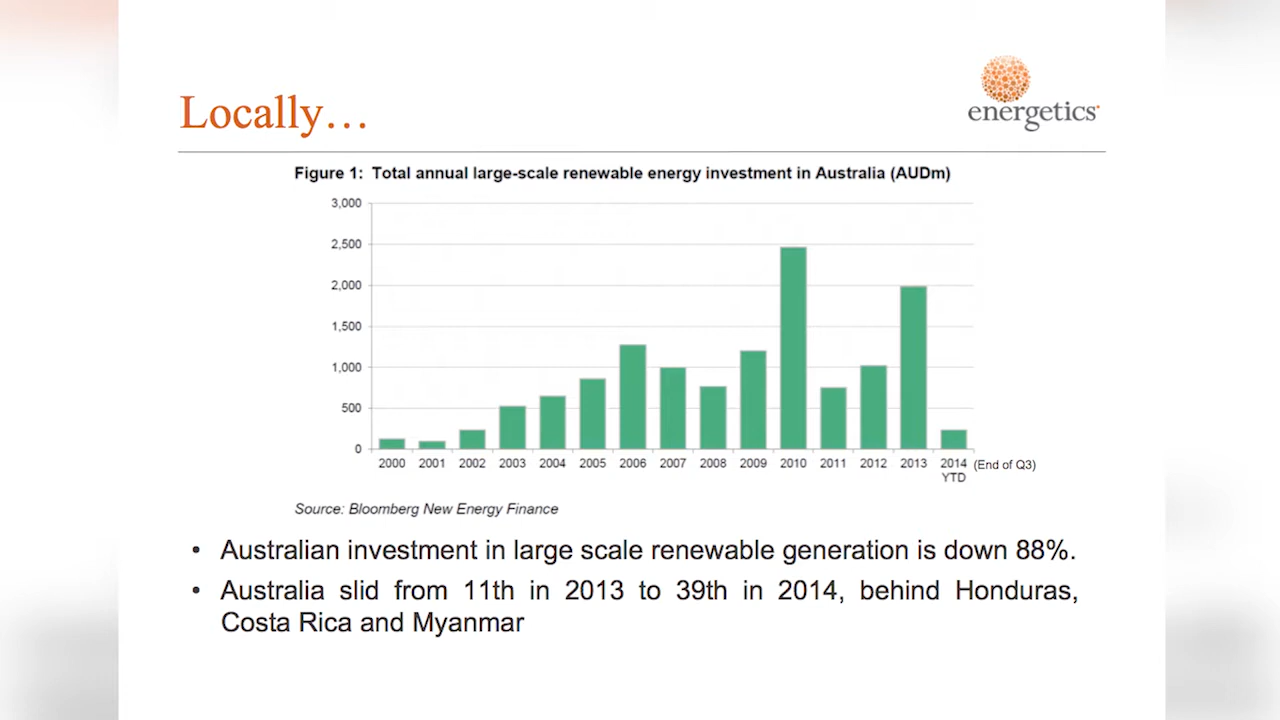 Locally…
energetics
Figure 1: Total annual large-scale renewable energy investment in Australia (AUDm)
3,000
2,500
2,000
1,500
1,000
500
0
2000 2001 2002 2003 2004 2005 2006 2007 2008 2009 2010 2011 2012 2013 2014 (End of Q3)
YTD
Source: Bloomberg New Energy Finance
• Australian investment in large scale renewable generation is down 88%.
• Australia slid from 11th in 2013 to 39th in 2014, behind Honduras,
Costa Rica and Myanmar